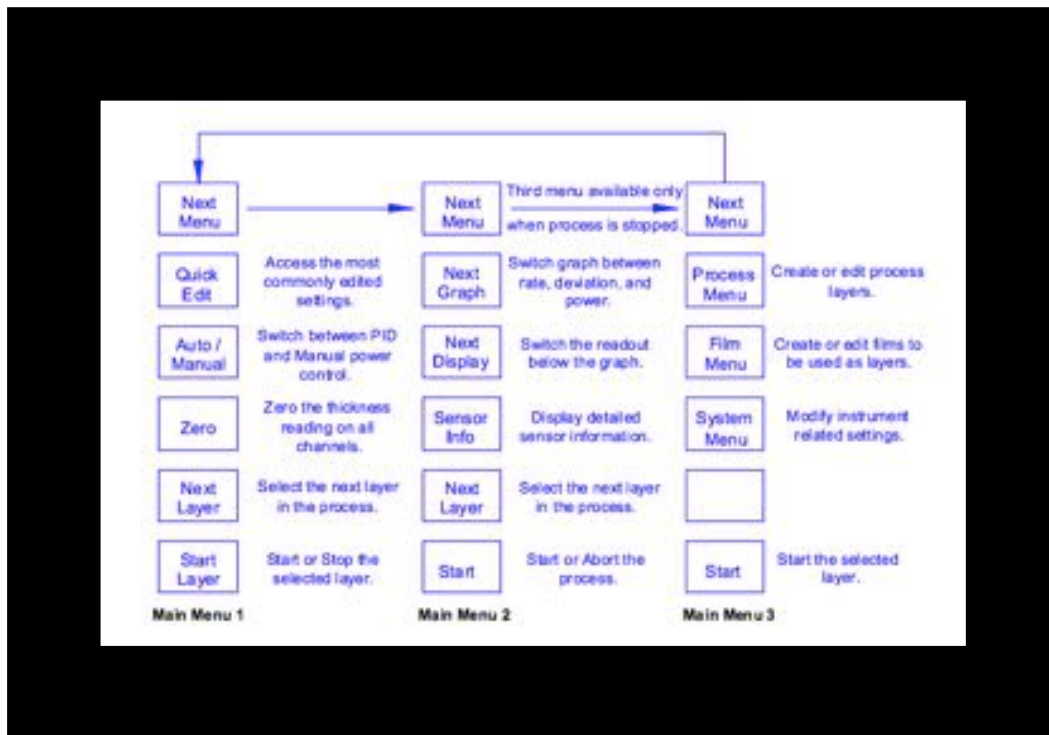 Next
Menu
Next
Menu
Third menu available only
when process is stopped.
Next
Menu
Quick
Edit
Access the most
commonly edited
settings.
Next
Graph
Switch graph between
rate, deviation, and
power.
Process
Menu
Create or edit process
layers.
Auto /
Manual
Switch between PID
and Manual power
control.
Next
Display
Switch the readout
below the graph.
Film
Menu
Create or edit films to
be used as layers.
Zero
Zero the thickness
reading on all
channels.
Sensor
Info
Display detailed
sensor information.
System
Menu
Modify instrument
related settings.
Next
Layer
Select the next layer
in the process.
Next
Layer
Select the next layer
in the process.
Start
Layer
Start or Stop the
selected layer.
Start
Start or Abort the
process.
Start
Start the selected
layer.
Main Menu 1
Main Menu 2
Main Menu 3